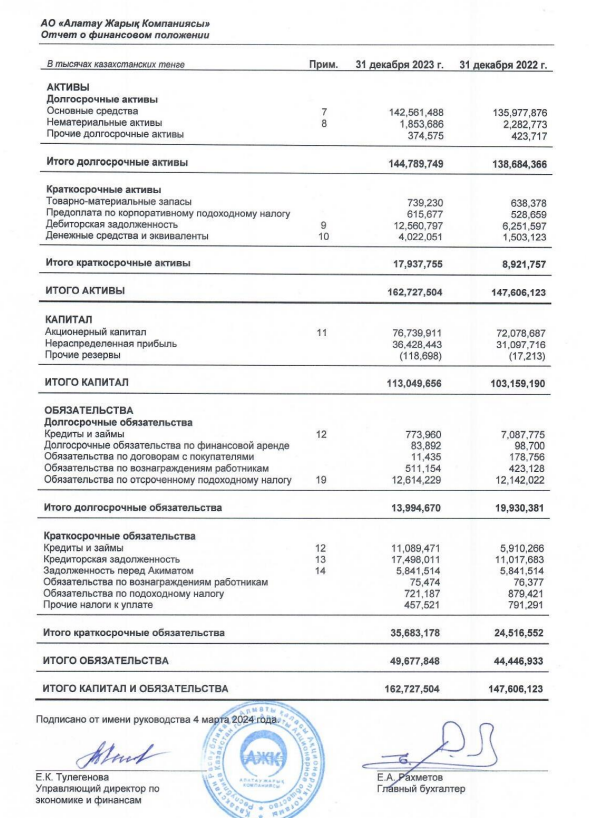 АО «Алатау Жарық Компаниясы»
Отчет о финансовом положении
В тысячах казахстанских тенге Прим. 31 декабря 2023 г. 31 декабря 2022 г.
АКТИВЫ
Долгосрочные активы
Основные средства 7 142,561,488 135,977,876
Нематериальные активы 8 1,853,686 2,282,773
Прочие долгосрочные активы 374,575 423,717
Итого долгосрочные активы 144,789,749 138,684,366
Краткосрочные активы
Товарно-материальные запасы 739,230 638,378
Предоплата по корпоративному подоходному налогу 615,677 528,659
Дебиторская задолженность 9 12,560,797 6,251,597
Денежные средства и эквиваленты 10 4,022,051 1,503,123
Итого краткосрочные активы 17,937,755 8,921,757
ИТОГО АКТИВЫ 162,727,504 147,606,123
КАПИТАЛ
Акционерный капитал 11 76,739,911 72,078,687
Нераспределенная прибыль 36,428,443 31,097,716
Прочие резервы (118,698) (17,213)
ИТОГО КАПИТАЛ 113,049,656 103,159,190
ОБЯЗАТЕЛЬСТВА
Долгосрочные обязательства
Кредиты и займы 12 773,960 7,087,775
Долгосрочные обязательства по финансовой аренде 83,892 98,700
Обязательства по договорам с покупателями 11,435 178,756
Обязательства по вознаграждениям работникам 511,154 423,128
Обязательства по отсроченному подоходному налогу 19 12,614,229 12,142,022
Итого долгосрочные обязательства 13,994,670 19,930,381
Краткосрочные обязательства
Кредиты и займы 12 11,089,471 5,910,266
Кредиторская задолженность 13 17,498,011 11,017,683
Задолженность перед Акиматом 14 5,841,514 5,841,514
Обязательства по вознаграждениям работникам 75,474 76,377
Обязательства по подоходному налогу 721,187 879,421
Прочие налоги к уплате 457,521 791,291
Итого краткосрочные обязательства 35,683,178 24,516,552
ИТОГО ОБЯЗАТЕЛЬСТВА 49,677,848 44,446,933
ИТОГО КАПИТАЛ И ОБЯЗАТЕЛЬСТВА 162,727,504 147,606,123
Подписано от имени руководства 4 марта 2024 года.
АЖК
Е.К. Тулегенова Е.А. Рахметов
Управляющий директор по Главный бухгалтер
экономике и финансам